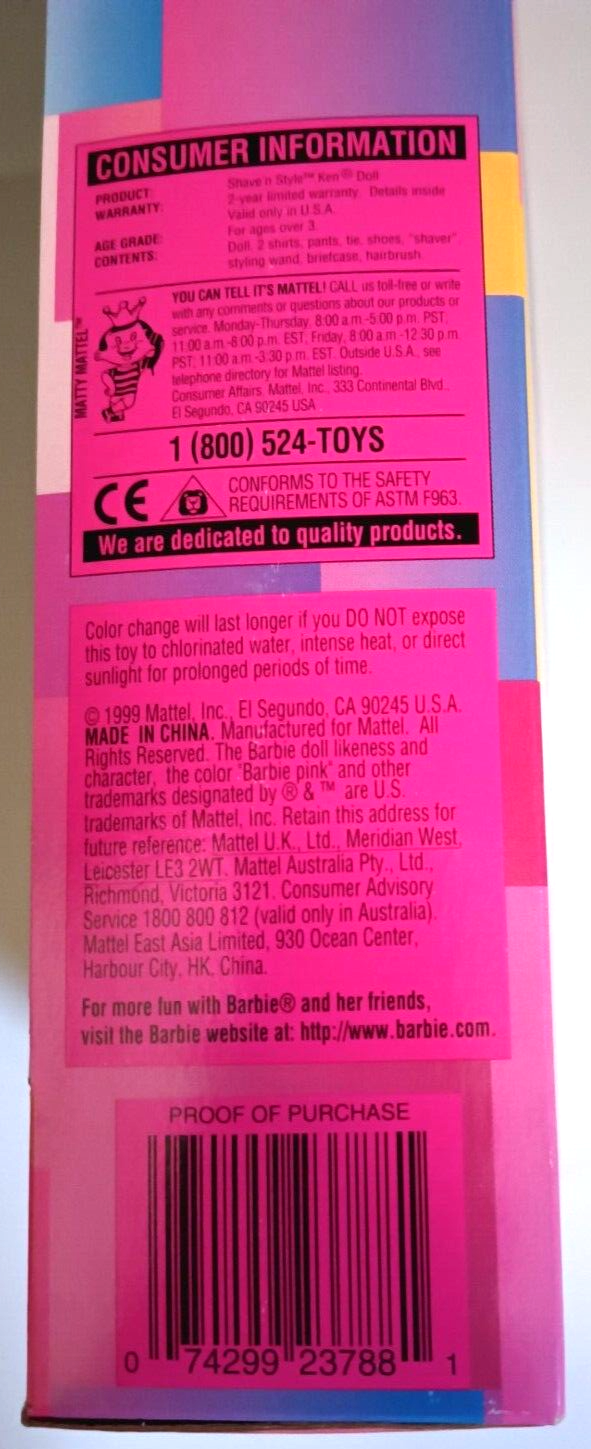 CONSUMER INFORMATION
PRODUCT: Shave n Style™ Ken® Doll
WARRANTY: 2-year limited warranty. Details inside
Valid only in U.S.A.
AGE GRADE: For ages over 3.
CONTENTS: Doll, 2 shirts, pants, tie, shoes, "shaver",
styling wand, briefcase, hairbrush.
MATTY MATTEL™
YOU CAN TELL IT'S MATTEL! CALL us toll-free or write
with any comments or questions about our products or
service. Monday-Thursday, 8:00 a.m.-5:00 p.m. PST,
11:00 a.m.-8:00 p.m. EST, Friday, 8:00 a.m.-12:30 p.m.
PST; 11:00 a.m.-3:30 p.m. EST. Outside U.S.A., see
telephone directory for Mattel listing.
Consumer Affairs, Mattel, Inc., 333 Continental Blvd.,
El Segundo, CA 90245 USA
1 (800) 524-TOYS
CE
CONFORMS TO THE SAFETY
REQUIREMENTS OF ASTM F963.
We are dedicated to quality products.
Color change will last longer if you DO NOT expose
this toy to chlorinated water, intense heat, or direct
sunlight for prolonged periods of time.
© 1999 Mattel, Inc., El Segundo, CA 90245 U.S.A.
MADE IN CHINA. Manufactured for Mattel. All
Rights Reserved. The Barbie doll likeness and
character, the color "Barbie pink" and other
trademarks designated by ® & ™ are U.S.
trademarks of Mattel, Inc. Retain this address for
future reference: Mattel U.K., Ltd., Meridian West,
Leicester LE3 2WT. Mattel Australia Pty., Ltd.,
Richmond, Victoria 3121. Consumer Advisory
Service 1800 800 812 (valid only in Australia).
Mattel East Asia Limited, 930 Ocean Center,
Harbour City, HK, China.
For more fun with Barbie® and her friends,
visit the Barbie website at: http://www.barbie.com.
PROOF OF PURCHASE
0 74299 23788 1